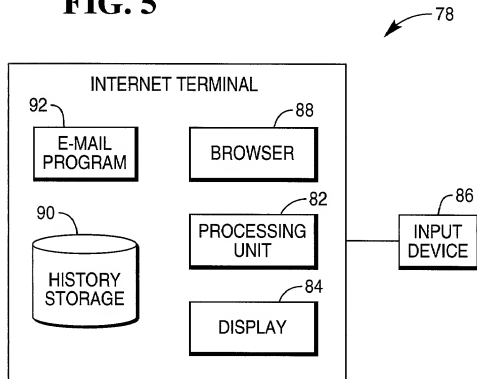 FIG. 5
78
INTERNET TERMINAL
92
E-MAIL
PROGRAM
88
BROWSER
90
HISTORY
STORAGE
82
PROCESSING
UNIT
86
INPUT
DEVICE
84
DISPLAY